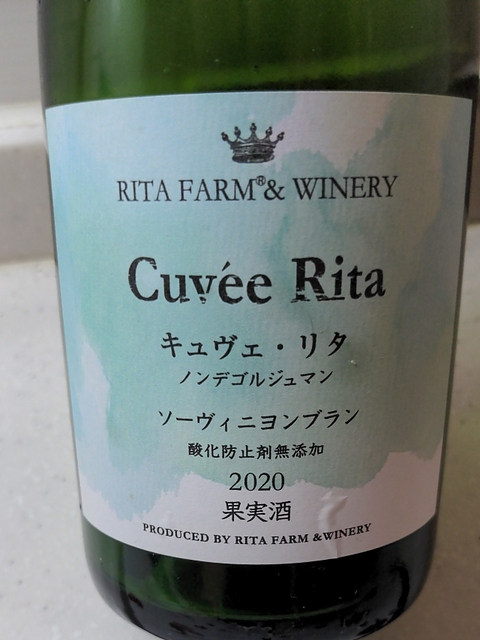 RITA FARM®& WINERY
Cuvée Rita
キュヴェ・リタ
ノンデゴルジュマン
ソーヴィニヨンブラン
酸化防止剤無添加
2020
果実酒
PRODUCED BY RITA FARM &WINERY